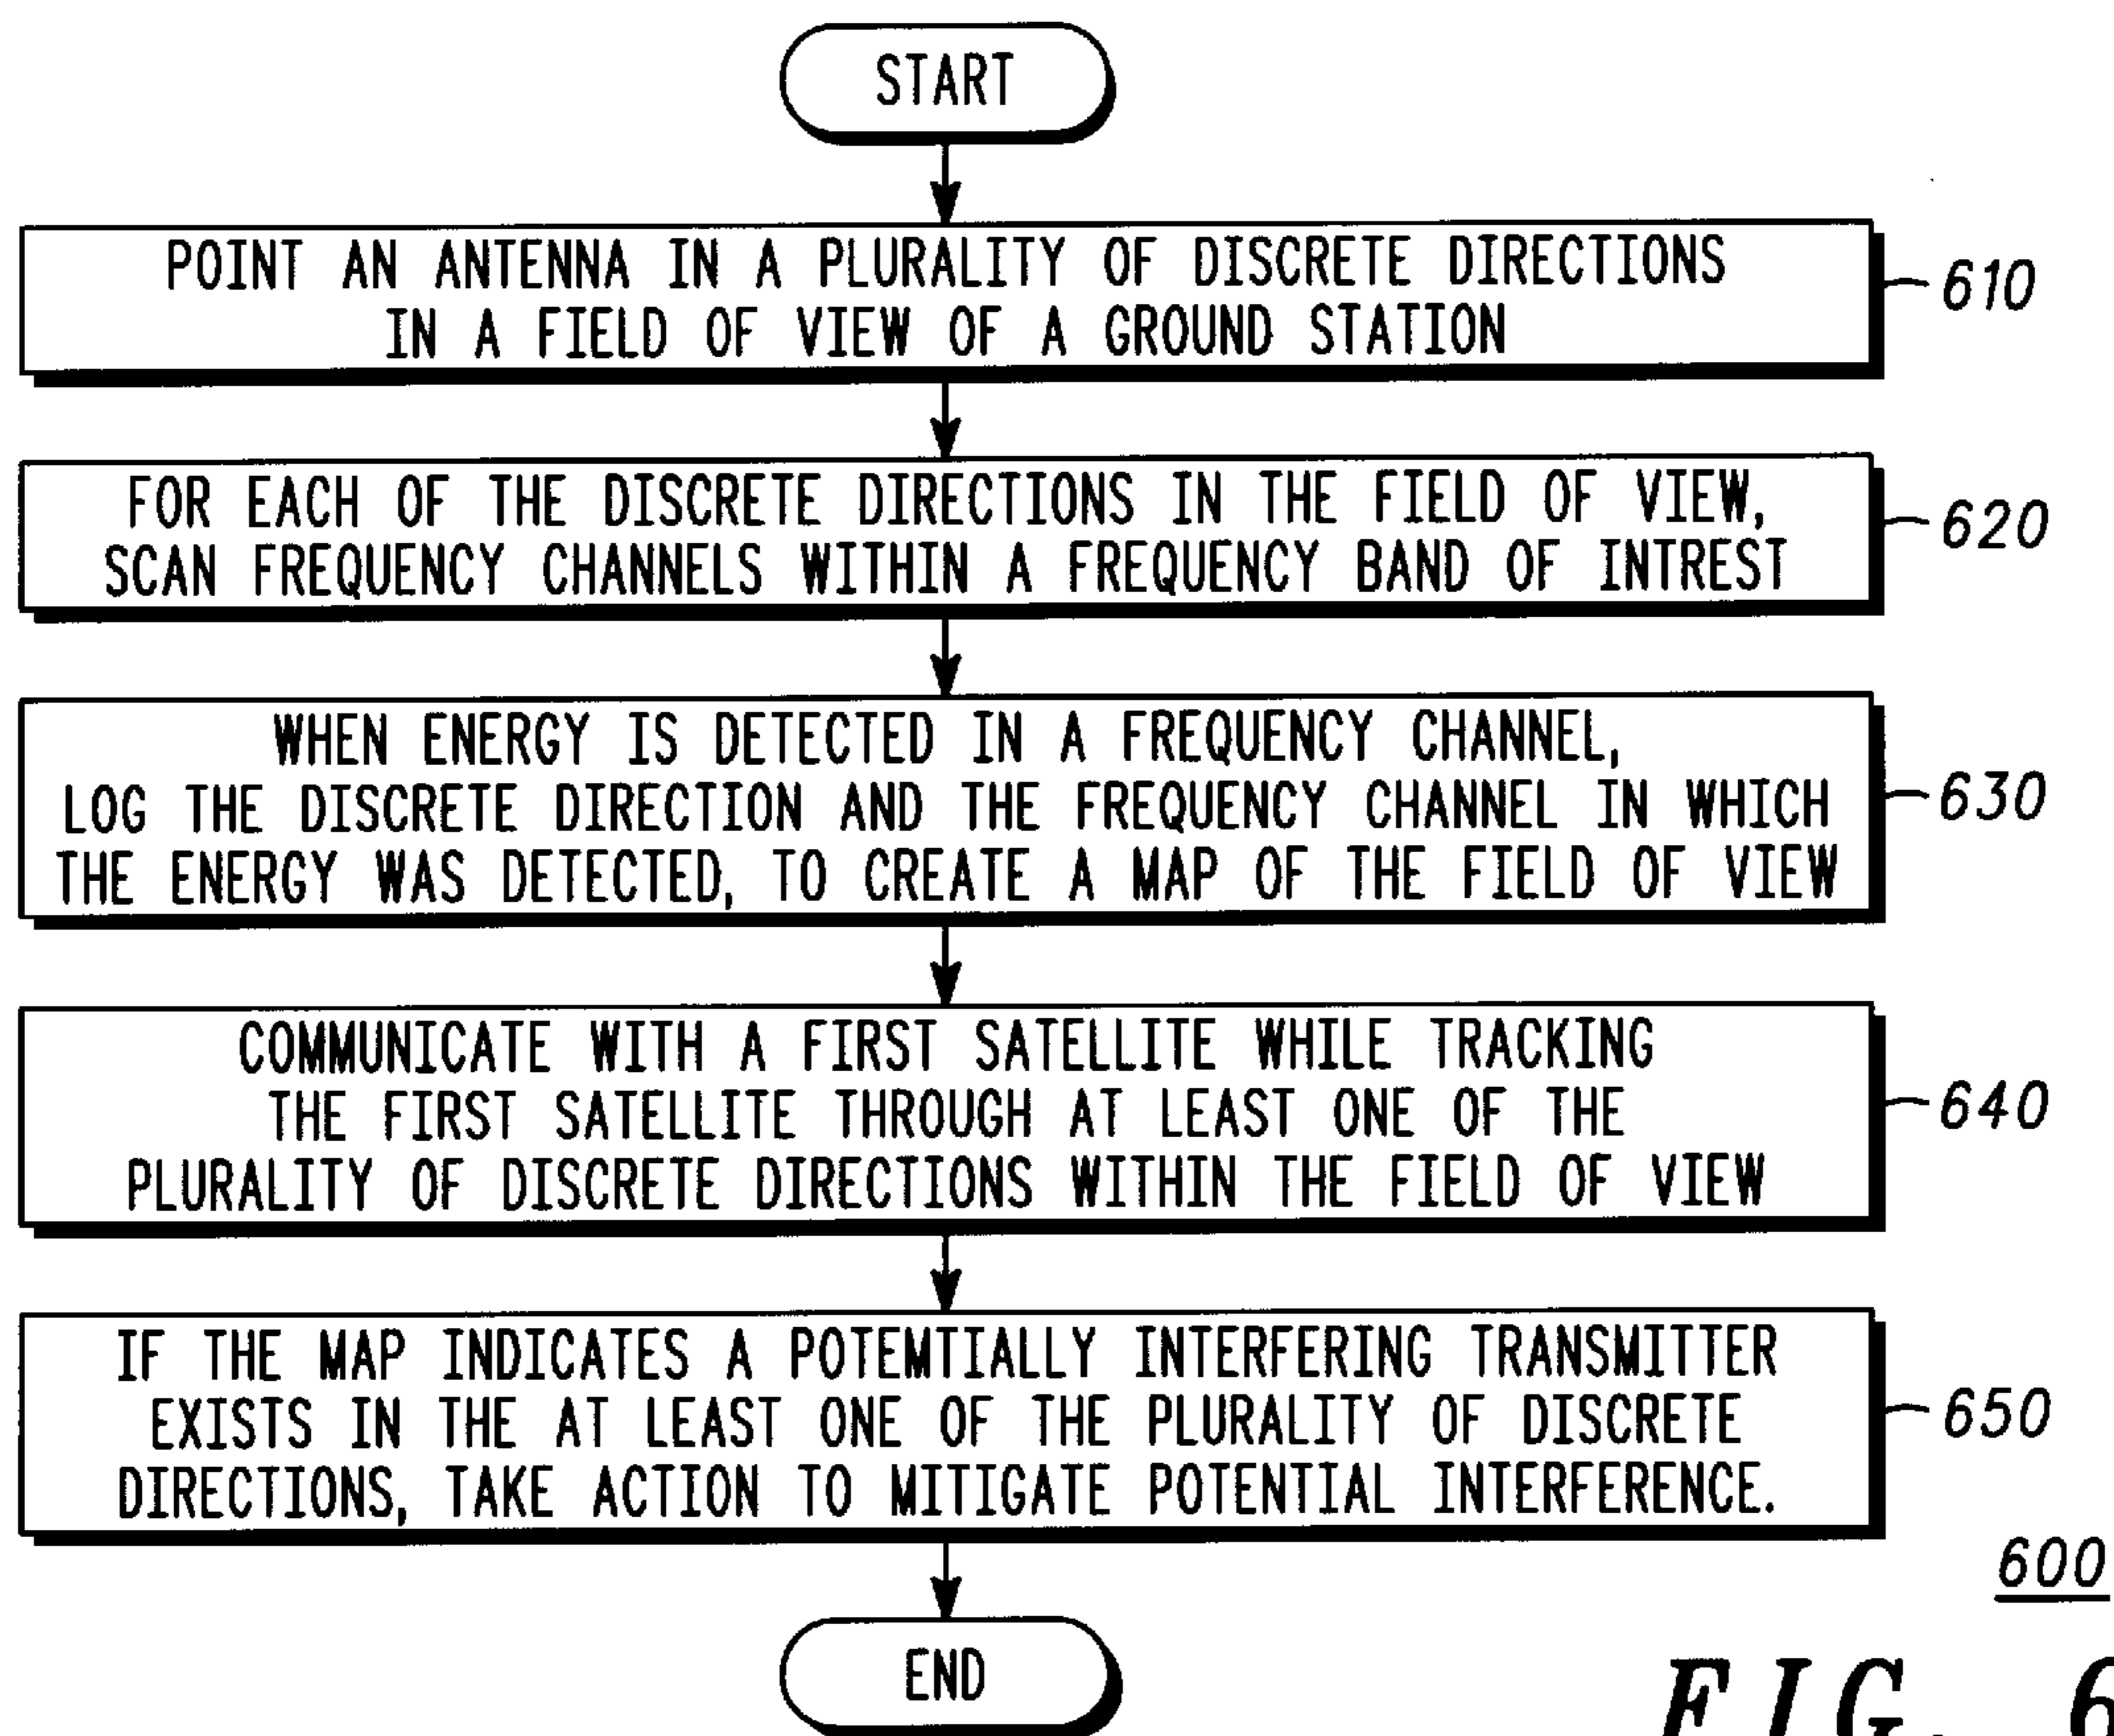 START
POINT AN ANTENNA IN A PLURALITY OF DISCRETE DIRECTIONS
IN A FIELD OF VIEW OF A GROUND STATION
610
FOR EACH OF THE DISCRETE DIRECTIONS IN THE FIELD OF VIEW,
SCAN FREQUENCY CHANNELS WITHIN A FREQUENCY BAND OF INTREST
620
WHEN ENERGY IS DETECTED IN A FREQUENCY CHANNEL,
LOG THE DISCRETE DIRECTION AND THE FREQUENCY CHANNEL IN WHICH
THE ENERGY WAS DETECTED, TO CREATE A MAP OF THE FIELD OF VIEW
630
COMMUNICATE WITH A FIRST SATELLITE WHILE TRACKING
THE FIRST SATELLITE THROUGH AT LEAST ONE OF THE
PLURALITY OF DISCRETE DIRECTIONS WITHIN THE FIELD OF VIEW
640
IF THE MAP INDICATES A POTEMTIALLY INTERFERING TRANSMITTER
EXISTS IN THE AT LEAST ONE OF THE PLURALITY OF DISCRETE
DIRECTIONS, TAKE ACTION TO MITIGATE POTENTIAL INTERFERENCE.
650
600
END
FIG. 6